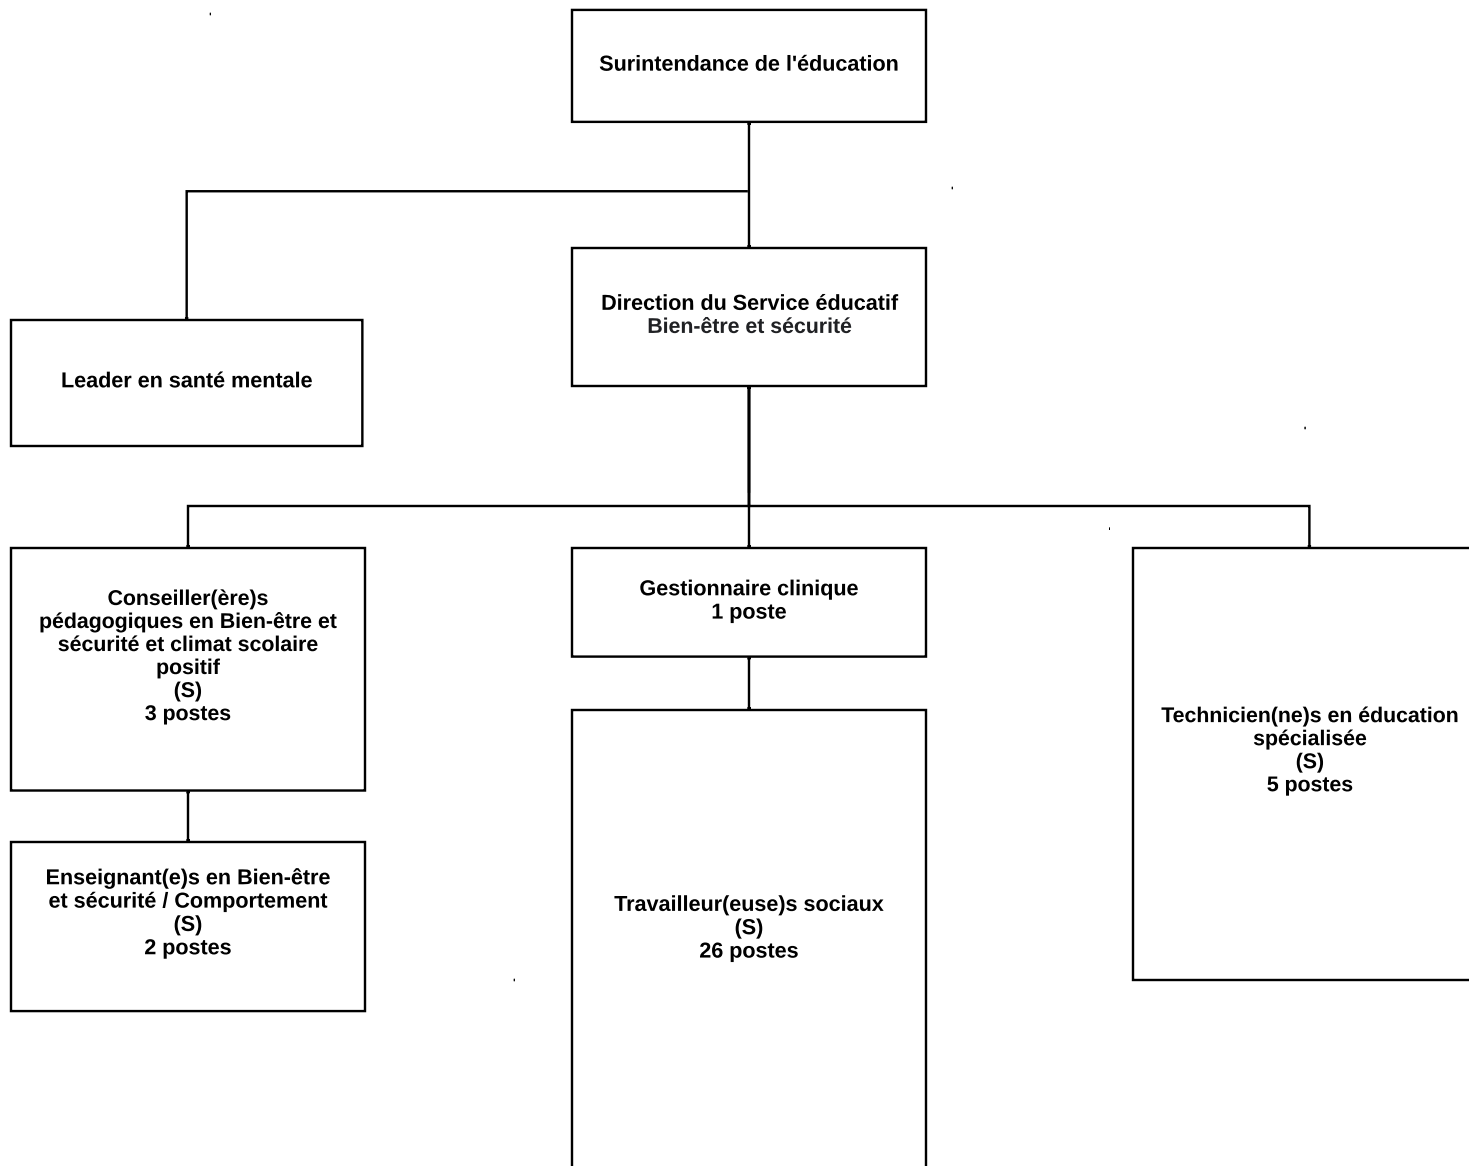 Surintendance de l'éducation
Direction du Service éducatif
Bien-être et sécurité
Leader en santé mentale
Conseiller(ère)s
pédagogiques en Bien-être et
sécurité et climat scolaire
positif
(S)
3 postes
Gestionnaire clinique
1 poste
Technicien(ne)s en éducation
spécialisée
(S)
5 postes
Enseignant(e)s en Bien-être
et sécurité / Comportement
(S)
2 postes
Travailleur(euse)s sociaux
(S)
26 postes